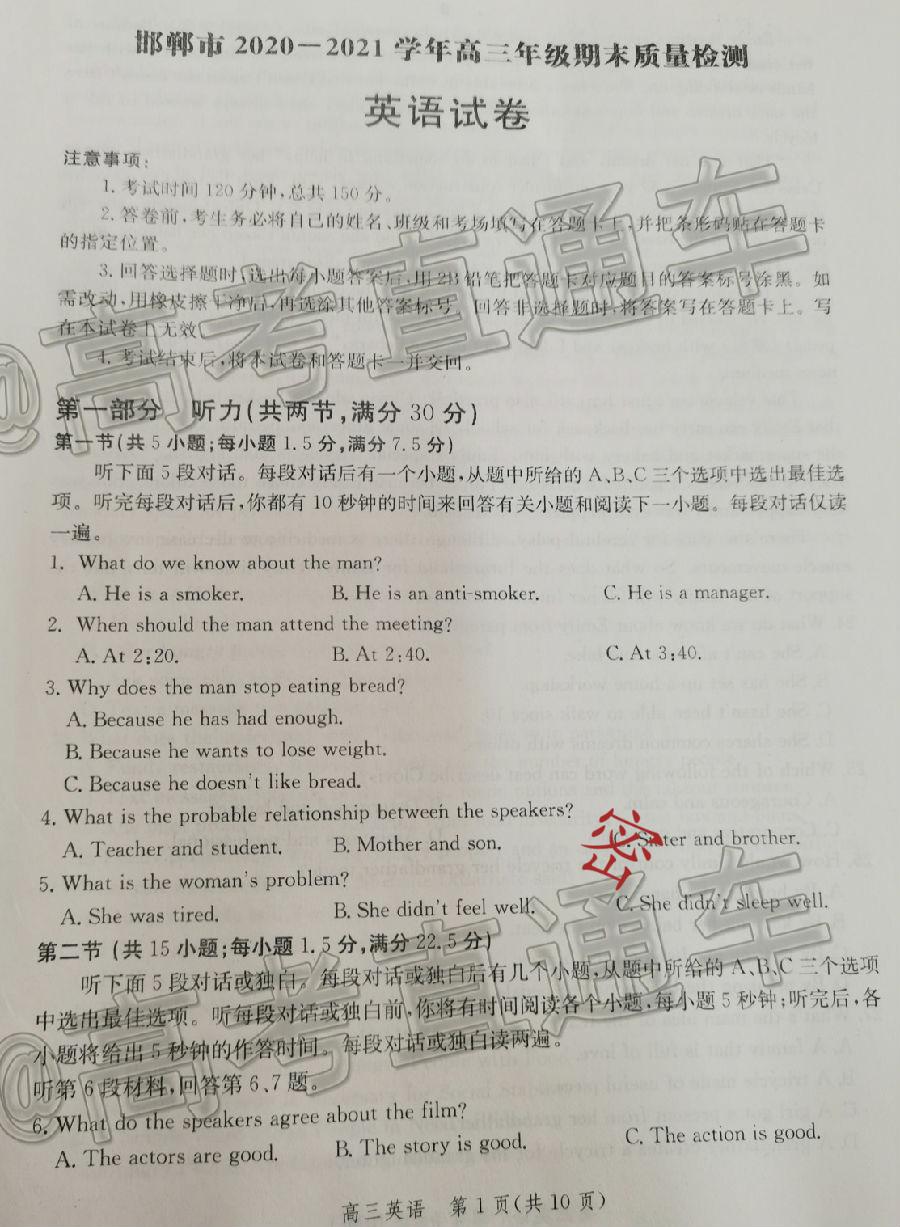 邯郸市 2020－2021 学年高三年级期末质量检测
英语试卷
注意事项:
1. 考试时间 120 分钟,总共 150 分。
2. 答卷前,考生务必将自己的姓名、班级和考场填写在答题卡上,并把条形码贴在答题卡
的指定位置。
3. 回答选择题时,选出每小题答案后,用 2B 铅笔把答题卡对应题目的答案标号涂黑。如
需改动,用橡皮擦干净后,再选涂其他答案标号。回答非选择题时,将答案写在答题卡上。写
在本试卷上无效。
4. 考试结束后,将本试卷和答题卡一并交回。
第一部分 听力(共两节,满分 30 分)
第一节(共 5 小题;每小题 1.5 分,满分 7.5 分)
听下面 5 段对话。每段对话后有一个小题,从题中所给的 A、B、C 三个选项中选出最佳选
项。听完每段对话后,你都有 10 秒钟的时间来回答有关小题和阅读下一小题。每段对话仅读
一遍。
1. What do we know about the man?
A. He is a smoker. B. He is an anti-smoker. C. He is a manager.
2. When should the man attend the meeting?
A. At 2:20. B. At 2:40. C. At 3:40.
3. Why does the man stop eating bread?
A. Because he has had enough.
B. Because he wants to lose weight.
C. Because he doesn't like bread.
4. What is the probable relationship between the speakers?
A. Teacher and student. B. Mother and son. C. Sister and brother.
密
5. What is the woman's problem?
A. She was tired. B. She didn't feel well. C. She didn't sleep well.
第二节 (共 15 小题;每小题 1.5 分,满分 22.5 分)
听下面 5 段对话或独白。每段对话或独白后有几个小题,从题中所给的 A、B、C 三个选项
中选出最佳选项。听每段对话或独白前,你将有时间阅读各个小题,每小题 5 秒钟;听完后,各
小题将给出 5 秒钟的作答时间。每段对话或独白读两遍。
听第 6 段材料,回答第 6、7 题。
6. What do the speakers agree about the film?
A. The actors are good. B. The story is good. C. The action is good.
高三英语 第 1 页(共 10 页)
@高考直通车
@高考直通车